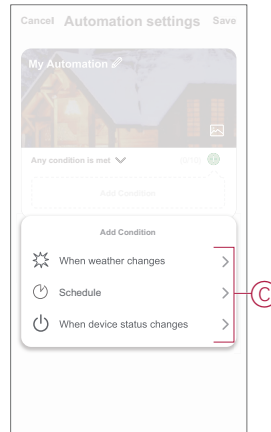 Cancel Automation settings Save
My Automation
Any condition is met
Add Condition
Add Condition
When weather changes
Schedule
When device status changes
C